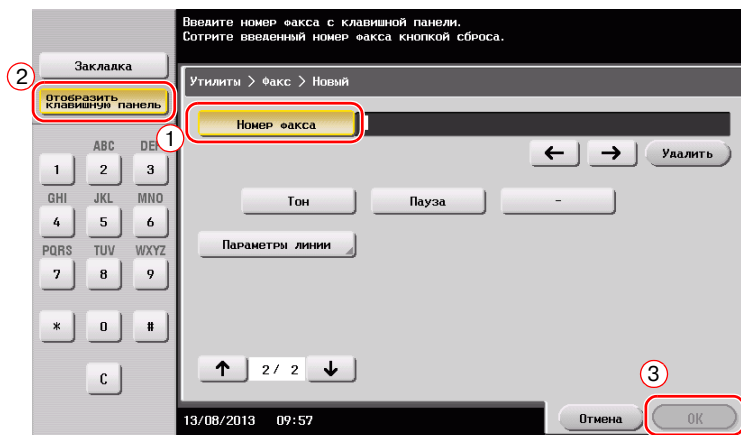 Введите номер факса с клавишной панели.
Сотрите введенный номер факса кнопкой сброса.
2
Закладка
Отобразить
клавишную панель
Утилиты > Факс > Новый
1
Номер факса
← → Удалить
ABC DEF
1 2 3
GHI JKL MNO
4 5 6
PQRS TUV WXYZ
7 8 9
* 0 #
C
Тон Пауза -
Параметры линии
↑ 2/ 2 ↓
3
13/08/2013 09:57
Отмена OK